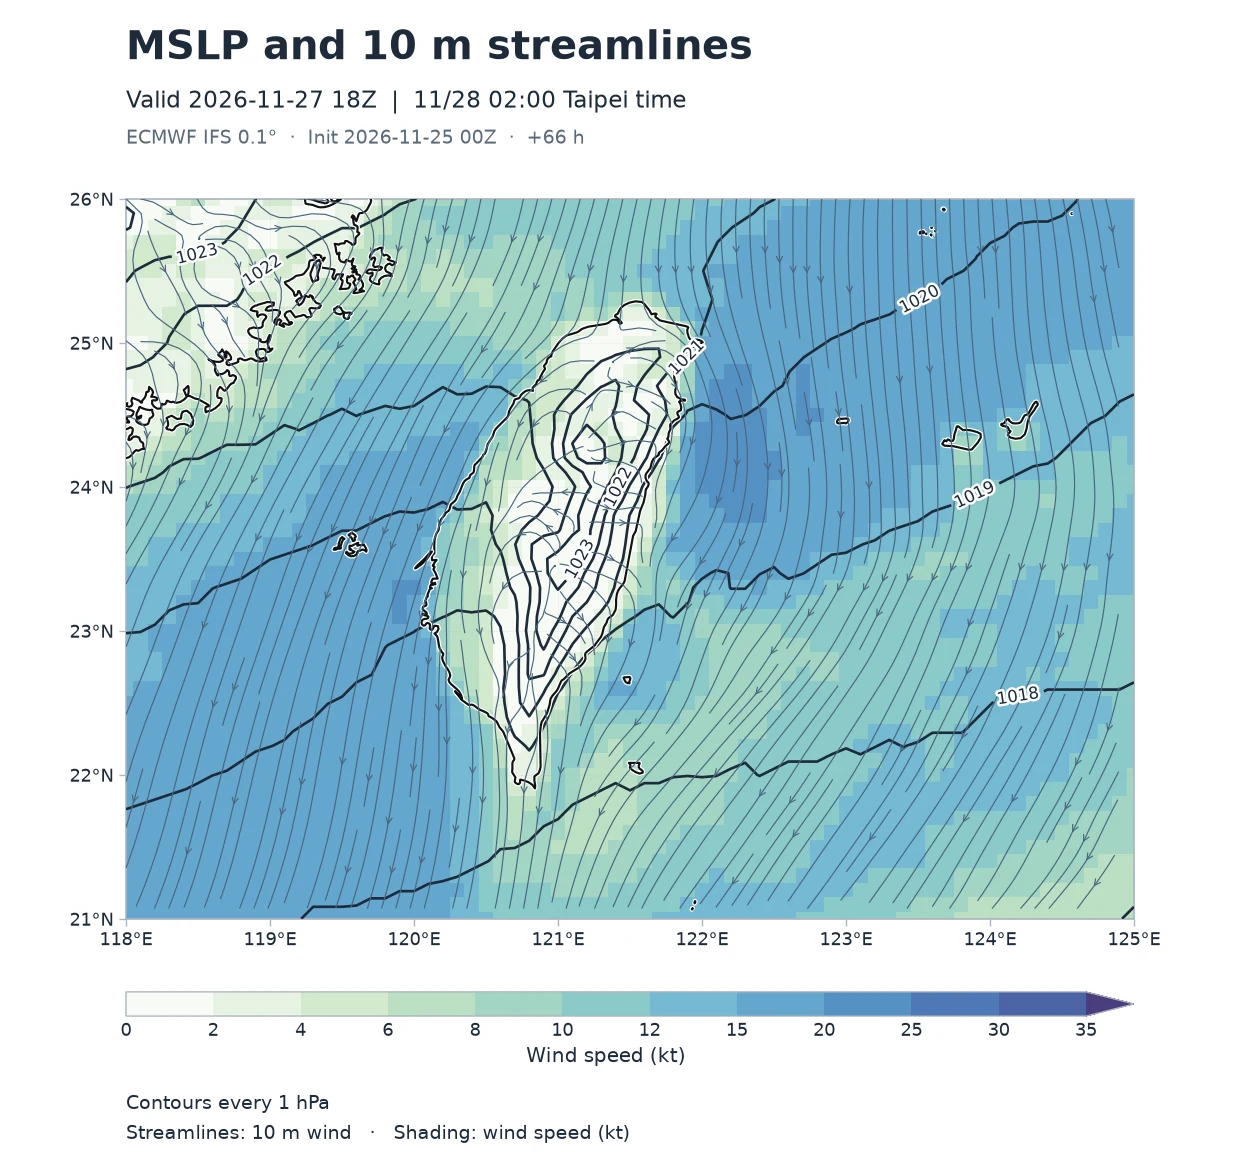 MSLP and 10 m streamlines
Valid 2026-11-27 18Z | 11/28 02:00 Taipei time
ECMWF IFS 0.1° · Init 2026-11-25 00Z · +66 h
26°N
25°N
24°N
23°N
22°N
21°N
1023
1022
1020
1021
1019
1022
1023
1018
118°E 119°E 120°E 121°E 122°E 123°E 124°E 125°E
0 2 4 6 8 10 12 15 20 25 30 35
Wind speed (kt)
Contours every 1 hPa
Streamlines: 10 m wind · Shading: wind speed (kt)